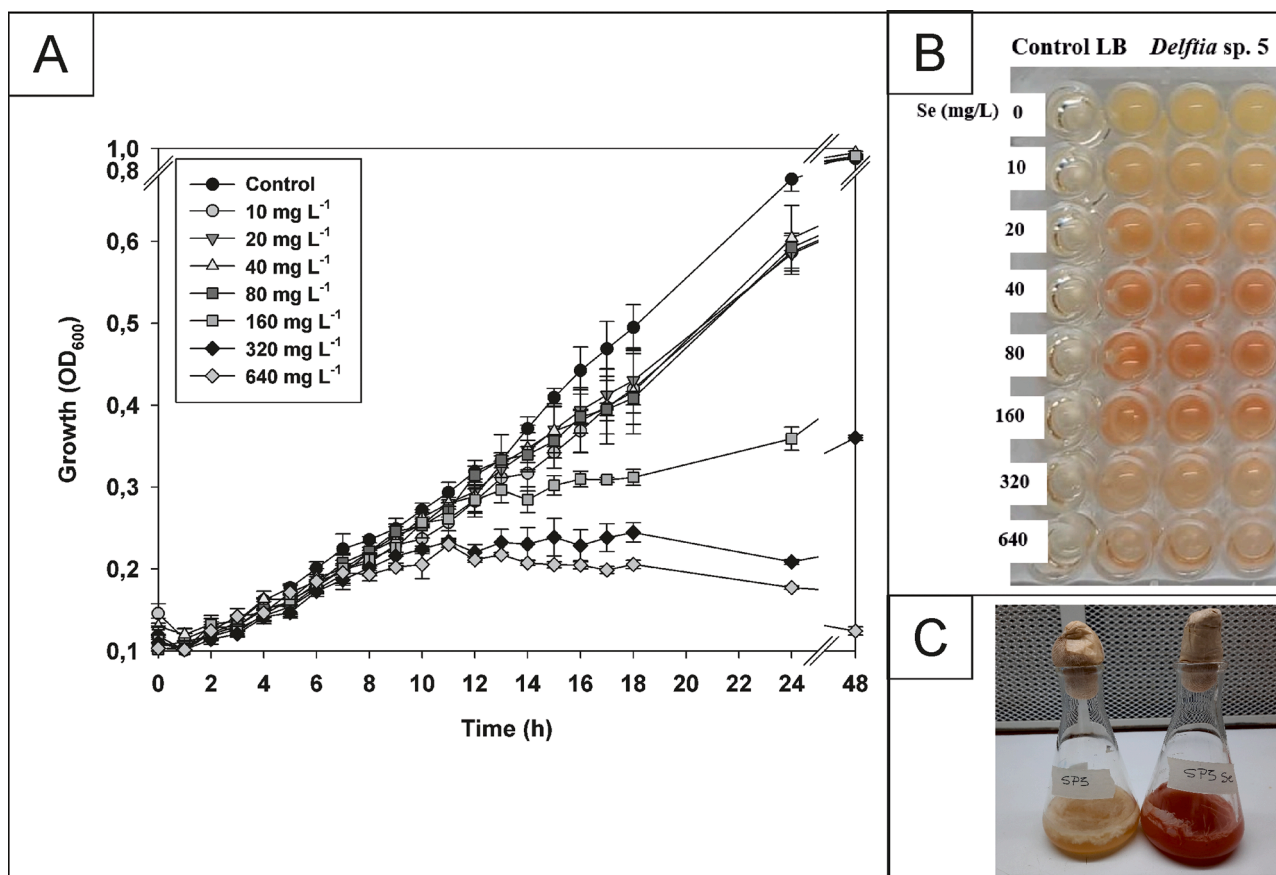 A
Growth (OD600)
1,0
0,8
0,6
0,5
0,4
0,3
0,2
0,1
Control
10 mg L-1
20 mg L-1
40 mg L-1
80 mg L-1
160 mg L-1
320 mg L-1
640 mg L-1
0 2 4 6 8 10 12 14 16 18 20 22 24 48
Time (h)
B
Control LB Delftia sp. 5
Se (mg/L) 0
10
20
40
80
160
320
640
C
SP5
SP5 Se